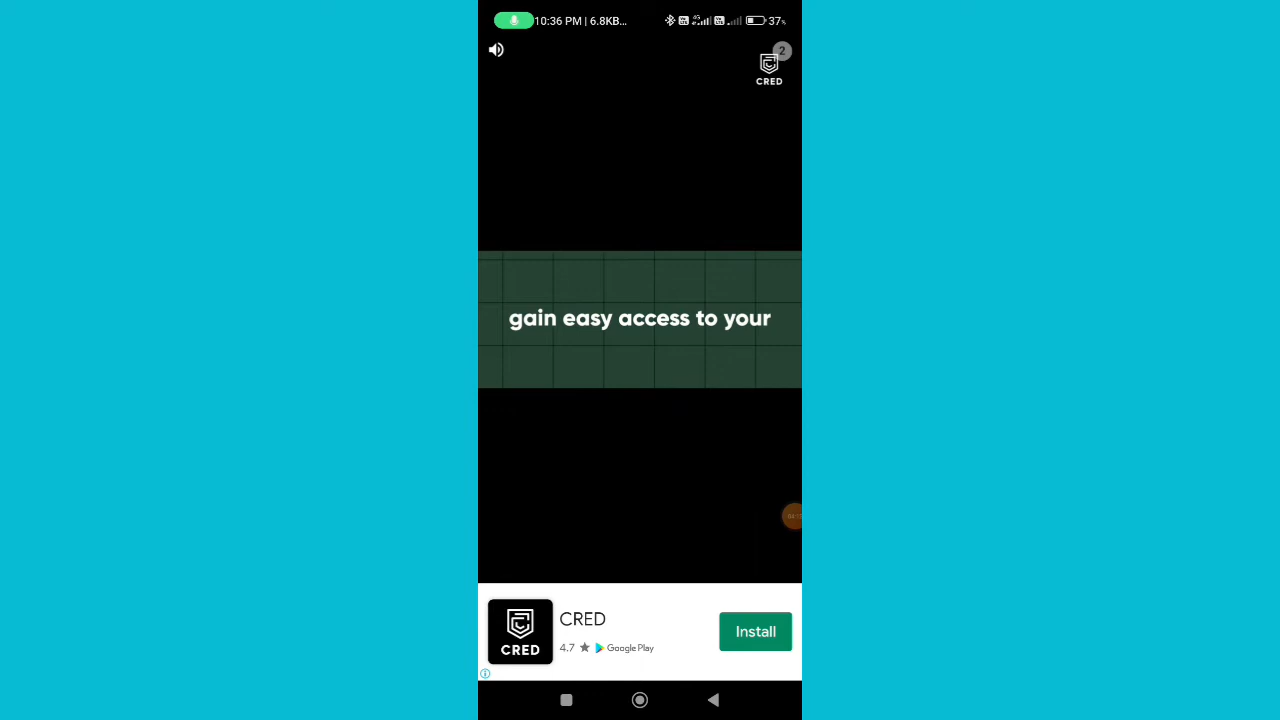 10:36 PM | 6.8KB... 37%
2
CRED
gain easy access to your
CRED
CRED
Install
4.7 ★ Google Play